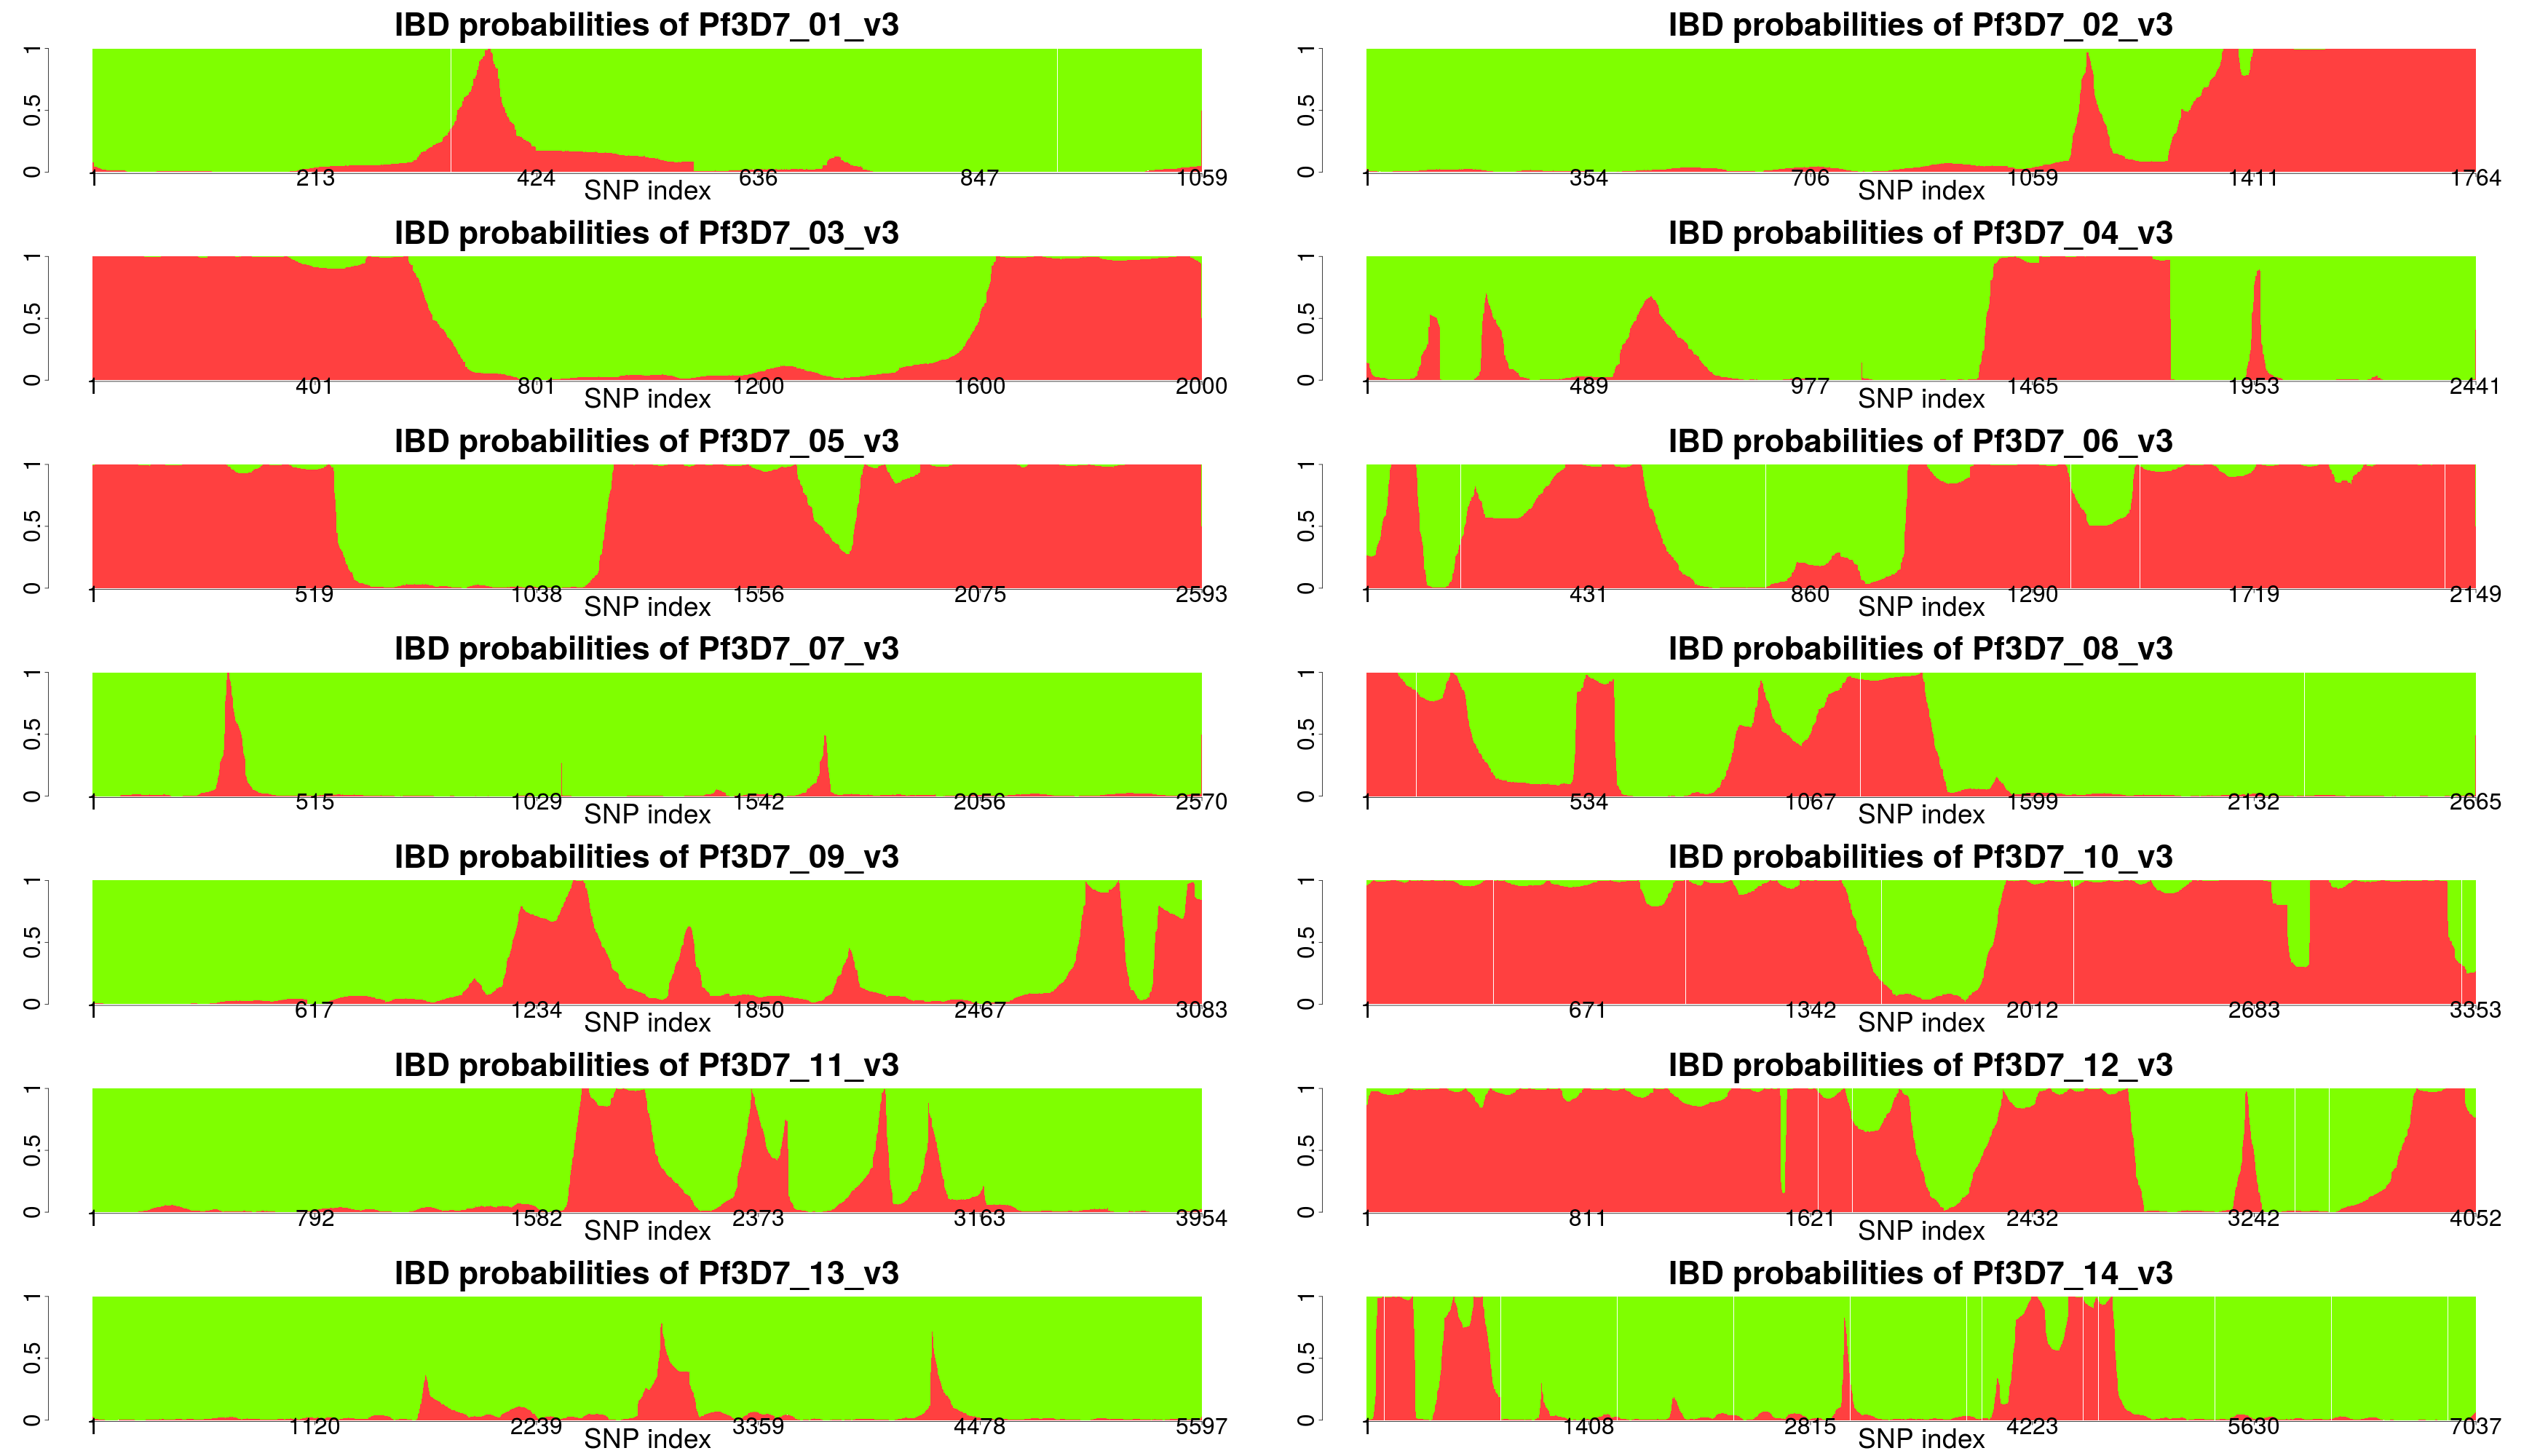 IBD probabilities of Pf3D7_01_v3
1
0.5
0
1 213 424 636 847 1059
SNP index
IBD probabilities of Pf3D7_02_v3
1
0.5
0
1 354 706 1059 1411 1764
SNP index
IBD probabilities of Pf3D7_03_v3
1
0.5
0
1 401 801 1200 1600 2000
SNP index
IBD probabilities of Pf3D7_04_v3
1
0.5
0
1 489 977 1465 1953 2441
SNP index
IBD probabilities of Pf3D7_05_v3
1
0.5
0
1 519 1038 1556 2075 2593
SNP index
IBD probabilities of Pf3D7_06_v3
1
0.5
0
1 431 860 1290 1719 2149
SNP index
IBD probabilities of Pf3D7_07_v3
1
0.5
0
1 515 1029 1542 2056 2570
SNP index
IBD probabilities of Pf3D7_08_v3
1
0.5
0
1 534 1067 1599 2132 2665
SNP index
IBD probabilities of Pf3D7_09_v3
1
0.5
0
1 617 1234 1850 2467 3083
SNP index
IBD probabilities of Pf3D7_10_v3
1
0.5
0
1 671 1342 2012 2683 3353
SNP index
IBD probabilities of Pf3D7_11_v3
1
0.5
0
1 792 1582 2373 3163 3954
SNP index
IBD probabilities of Pf3D7_12_v3
1
0.5
0
1 811 1621 2432 3242 4052
SNP index
IBD probabilities of Pf3D7_13_v3
1
0.5
0
1 1120 2239 3359 4478 5597
SNP index
IBD probabilities of Pf3D7_14_v3
1
0.5
0
1 1408 2815 4223 5630 7037
SNP index